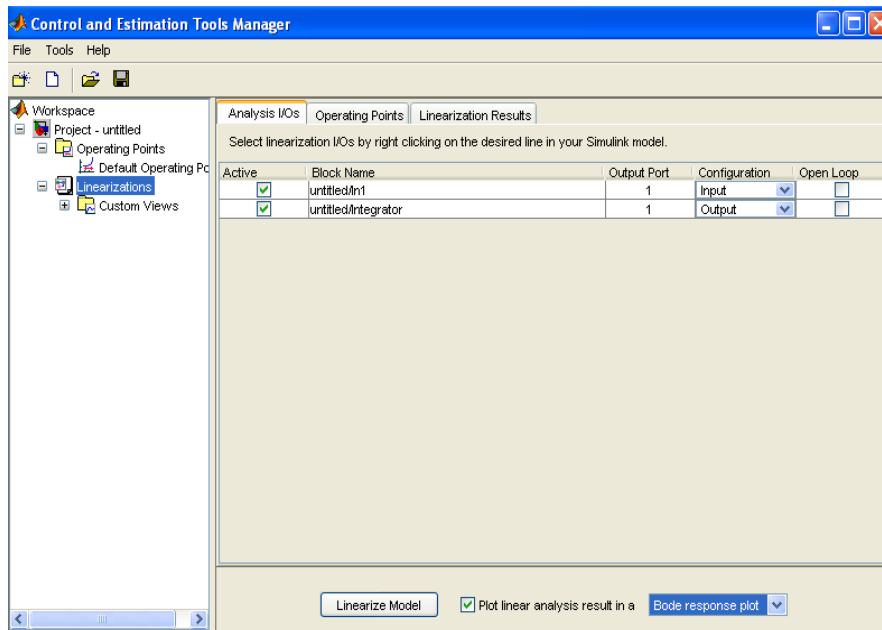 Control and Estimation Tools Manager
File Tools Help
Workspace
Project - untitled
Operating Points
Default Operating Pc
Linearizations
Custom Views
Analysis I/Os Operating Points Linearization Results
Select linearization I/Os by right clicking on the desired line in your Simulink model.
Active Block Name Output Port Configuration Open Loop
untitled/In1 1 Input
untitled/Integrator 1 Output
Linearize Model Plot linear analysis result in a Bode response plot